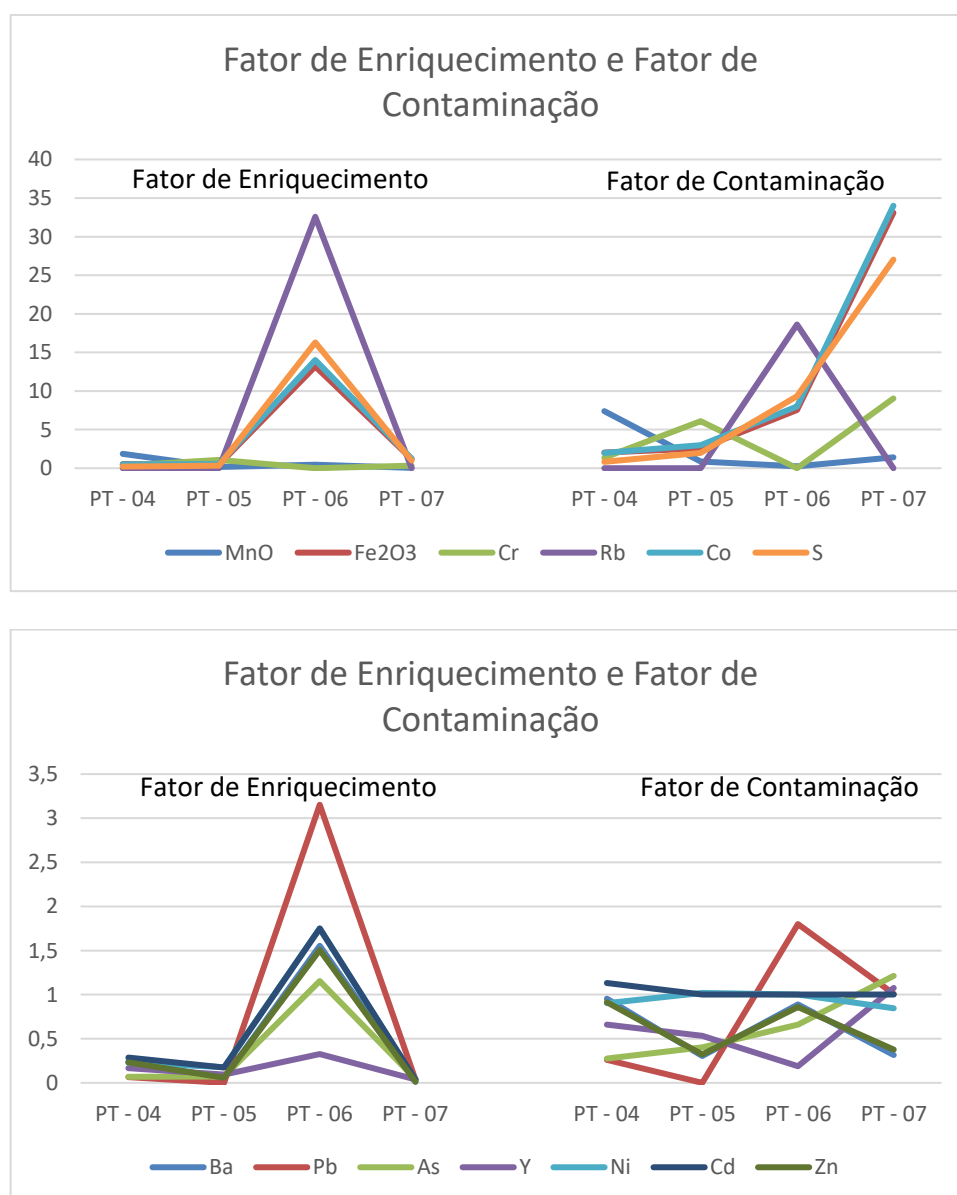 Fator de Enriquecimento e Fator de
Contaminação
40
35
30
25
20
15
10
5
0
Fator de Enriquecimento
Fator de Contaminação
PT - 04 PT - 05 PT - 06 PT - 07 PT - 04 PT - 05 PT - 06 PT - 07
MnO Fe2O3 Cr Rb Co S
Fator de Enriquecimento e Fator de
Contaminação
3,5
3
2,5
2
1,5
1
0,5
0
Fator de Enriquecimento
Fator de Contaminação
PT - 04 PT - 05 PT - 06 PT - 07 PT - 04 PT - 05 PT - 06 PT - 07
Ba Pb As Y Ni Cd Zn